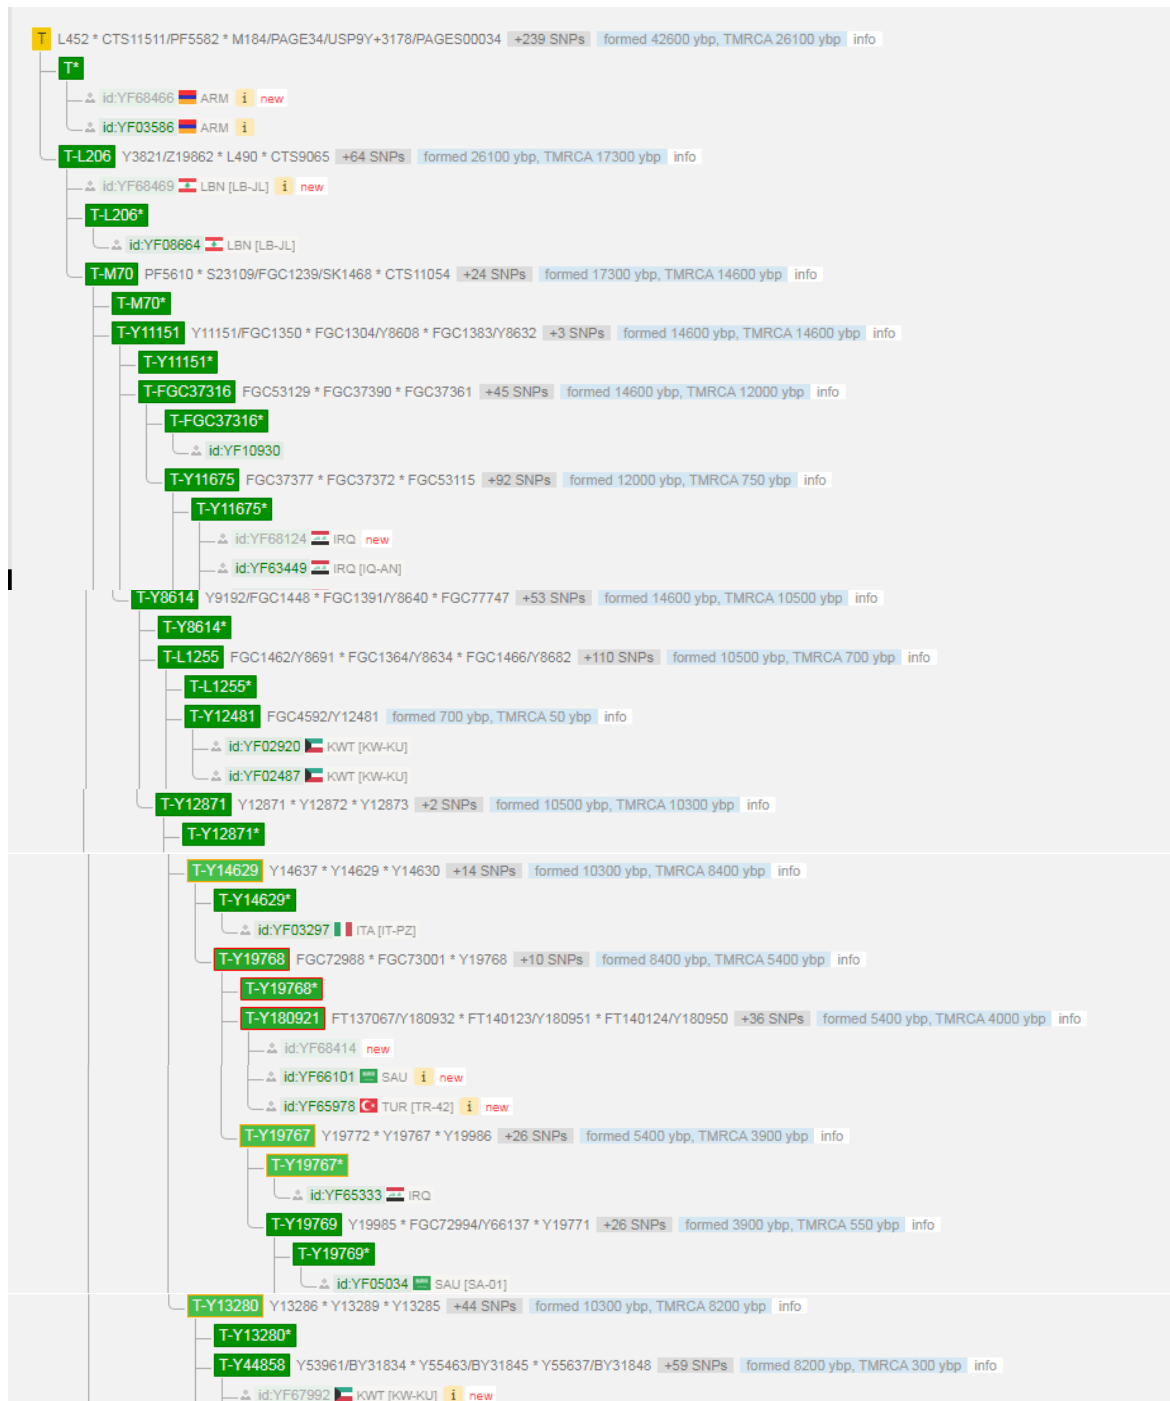 T L452 * CTS11511/PF5582 * M184/PAGE34/USP9Y+3178/PAGES00034 +239 SNPs formed 42600 ybp, TMRCA 26100 ybp info
T*
id:YF68466 ARM i new
id:YF03586 ARM i
T-L206 Y3821/Z19862 * L490 * CTS9065 +64 SNPs formed 26100 ybp, TMRCA 17300 ybp info
id:YF68469 LBN [LB-JL] i new
T-L206*
id:YF08664 LBN [LB-JL]
T-M70 PF5610 * S23109/FGC1239/SK1468 * CTS11054 +24 SNPs formed 17300 ybp, TMRCA 14600 ybp info
T-M70*
T-Y11151 Y11151/FGC1350 * FGC1304/Y8608 * FGC1383/Y8632 +3 SNPs formed 14600 ybp, TMRCA 14600 ybp info
T-Y11151*
T-FGC37316 FGC53129 * FGC37390 * FGC37361 +45 SNPs formed 14600 ybp, TMRCA 12000 ybp info
T-FGC37316*
id:YF10930
T-Y11675 FGC37377 * FGC37372 * FGC53115 +92 SNPs formed 12000 ybp, TMRCA 750 ybp info
T-Y11675*
id:YF68124 IRQ new
id:YF63449 IRQ [IQ-AN]
T-Y8614 Y9192/FGC1448 * FGC1391/Y8640 * FGC77747 +53 SNPs formed 14600 ybp, TMRCA 10500 ybp info
T-Y8614*
T-L1255 FGC1462/Y8691 * FGC1364/Y8634 * FGC1466/Y8682 +110 SNPs formed 10500 ybp, TMRCA 700 ybp info
T-L1255*
T-Y12481 FGC4592/Y12481 formed 700 ybp, TMRCA 50 ybp info
id:YF02920 KWT [KW-KU]
id:YF02487 KWT [KW-KU]
T-Y12871 Y12871 * Y12872 * Y12873 +2 SNPs formed 10500 ybp, TMRCA 10300 ybp info
T-Y12871*
T-Y14629 Y14637 * Y14629 * Y14630 +14 SNPs formed 10300 ybp, TMRCA 8400 ybp info
T-Y14629*
id:YF03297 ITA [IT-PZ]
T-Y19768 FGC72988 * FGC73001 * Y19768 +10 SNPs formed 8400 ybp, TMRCA 5400 ybp info
T-Y19768*
T-Y180921 FT137067/Y180932 * FT140123/Y180951 * FT140124/Y180950 +36 SNPs formed 5400 ybp, TMRCA 4000 ybp info
id:YF68414 new
id:YF66101 SAU i new
id:YF65978 TUR [TR-42] i new
T-Y19767 Y19772 * Y19767 * Y19986 +26 SNPs formed 5400 ybp, TMRCA 3900 ybp info
T-Y19767*
id:YF65333 IRQ
T-Y19769 Y19985 * FGC72994/Y66137 * Y19771 +26 SNPs formed 3900 ybp, TMRCA 550 ybp info
T-Y19769*
id:YF05034 SAU [SA-01]
T-Y13280 Y13286 * Y13289 * Y13285 +44 SNPs formed 10300 ybp, TMRCA 8200 ybp info
T-Y13280*
T-Y44858 Y53961/BY31834 * Y55463/BY31845 * Y55637/BY31848 +59 SNPs formed 8200 ybp, TMRCA 300 ybp info
id:YF67992 KWT [KW-KU] i new